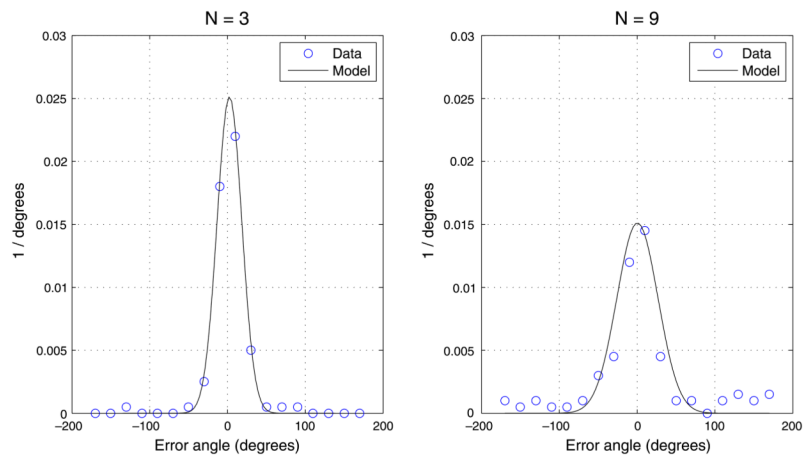 N = 3
0.03
0.025
0.02
0.015
0.01
0.005
0
−200
−100
0
100
200
1 / degrees
Error angle (degrees)
Data
Model
N = 9
0.03
0.025
0.02
0.015
0.01
0.005
0
−200
−100
0
100
200
1 / degrees
Error angle (degrees)
Data
Model